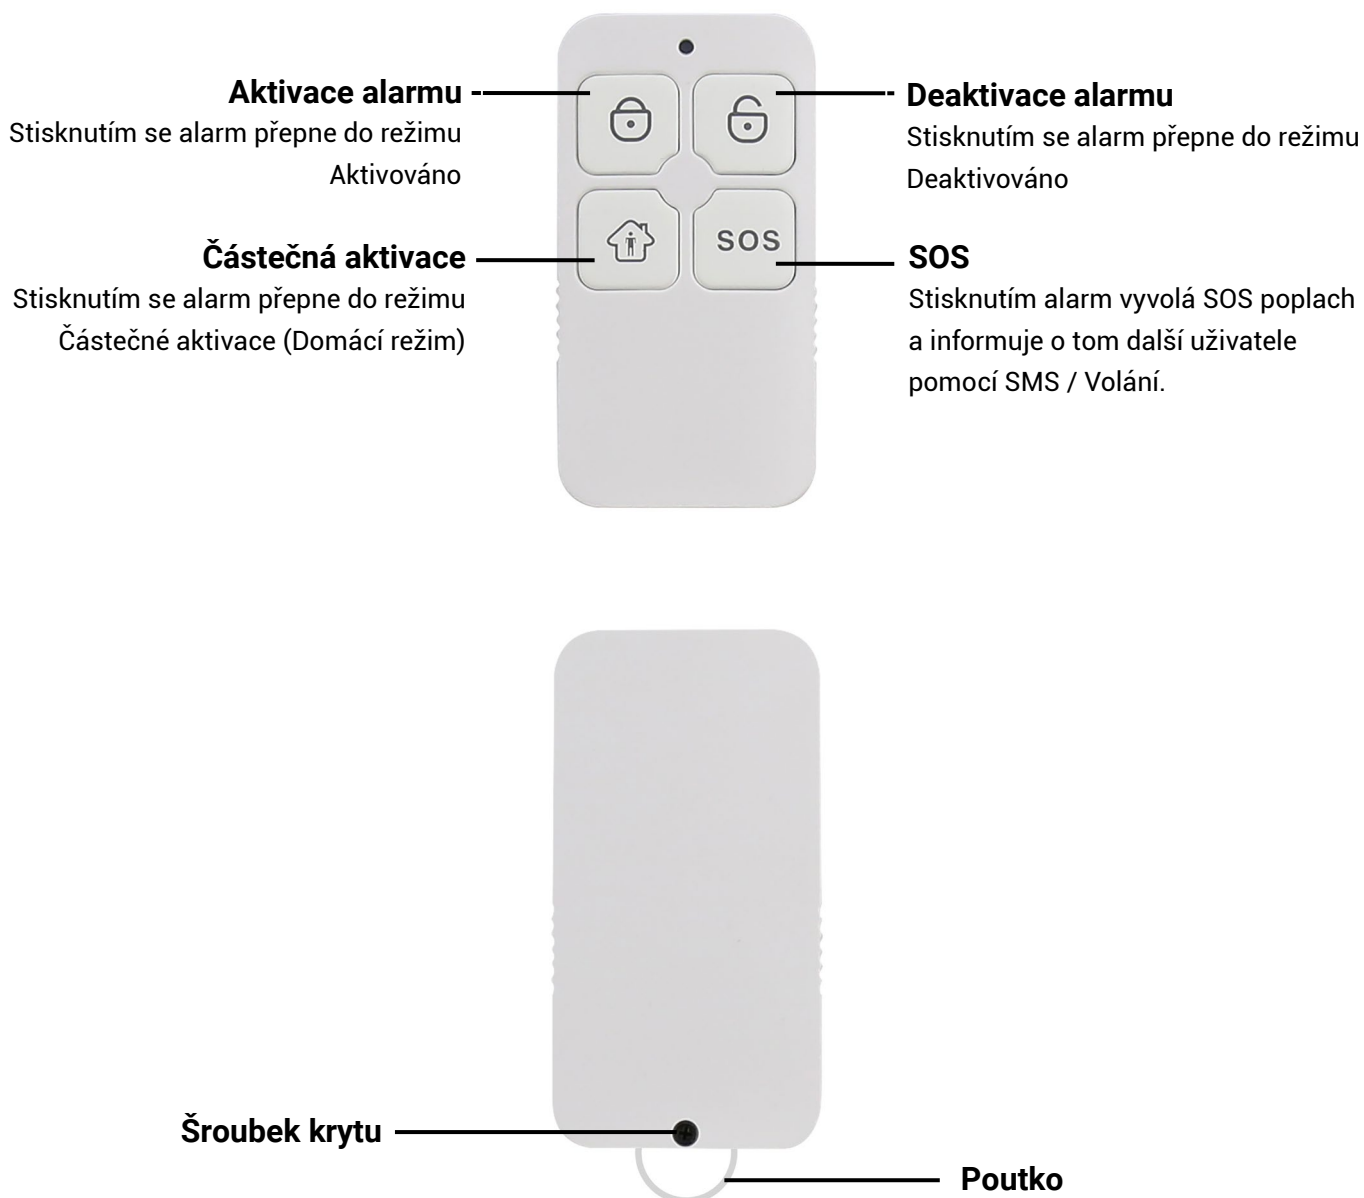 Aktivace alarmu
Stisknutím se alarm přepne do režimu
Aktivováno
Deaktivace alarmu
Stisknutím se alarm přepne do režimu
Deaktivováno
Částečná aktivace
Stisknutím se alarm přepne do režimu
Částečné aktivace (Domácí režim)
SOS
SOS
Stisknutím alarm vyvolá SOS poplach
a informuje o tom další uživatele
pomocí SMS / Volání.
Šroubek krytu
Poutko